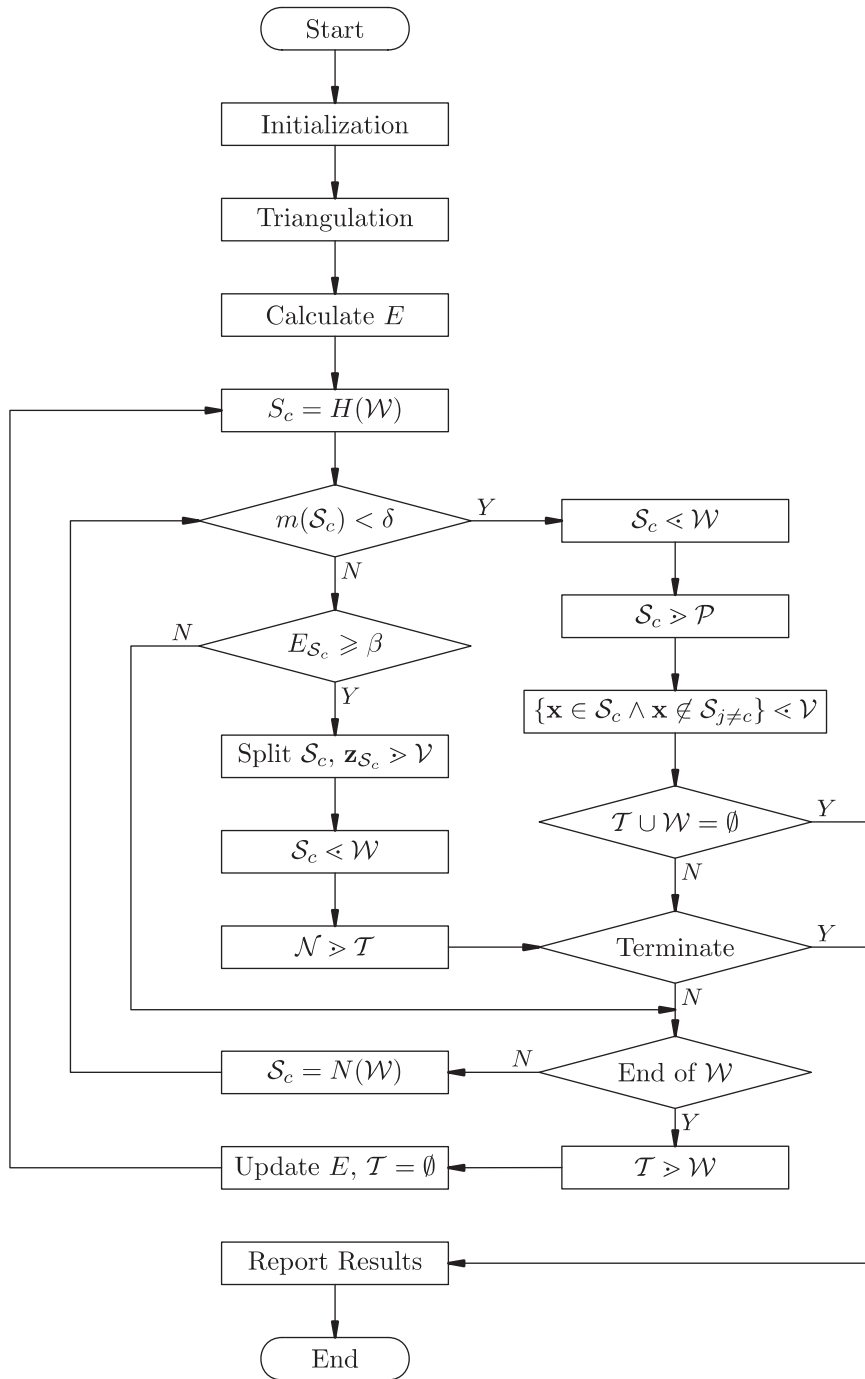 Start
Initialization
Triangulation
Calculate E
S_c = H(𝒲)
m(𝒮_c) < δ
Y
𝒮_c ⋖ 𝒲
N
𝒮_c ⋗ 𝒫
N
E_{𝒮_c} ⩾ β
Y
{𝐱 ∈ 𝒮_c ∧ 𝐱 ∉ 𝒮_{j≠c}} ⋖ 𝒱
Split 𝒮_c, 𝐳_{𝒮_c} ⋗ 𝒱
𝒯 ∪ 𝒲 = ∅
Y
N
𝒮_c ⋖ 𝒲
𝒩 ⋗ 𝒯
Terminate
Y
N
𝒮_c = N(𝒲)
N
End of 𝒲
Y
Update E, 𝒯 = ∅
𝒯 ⋗ 𝒲
Report Results
End